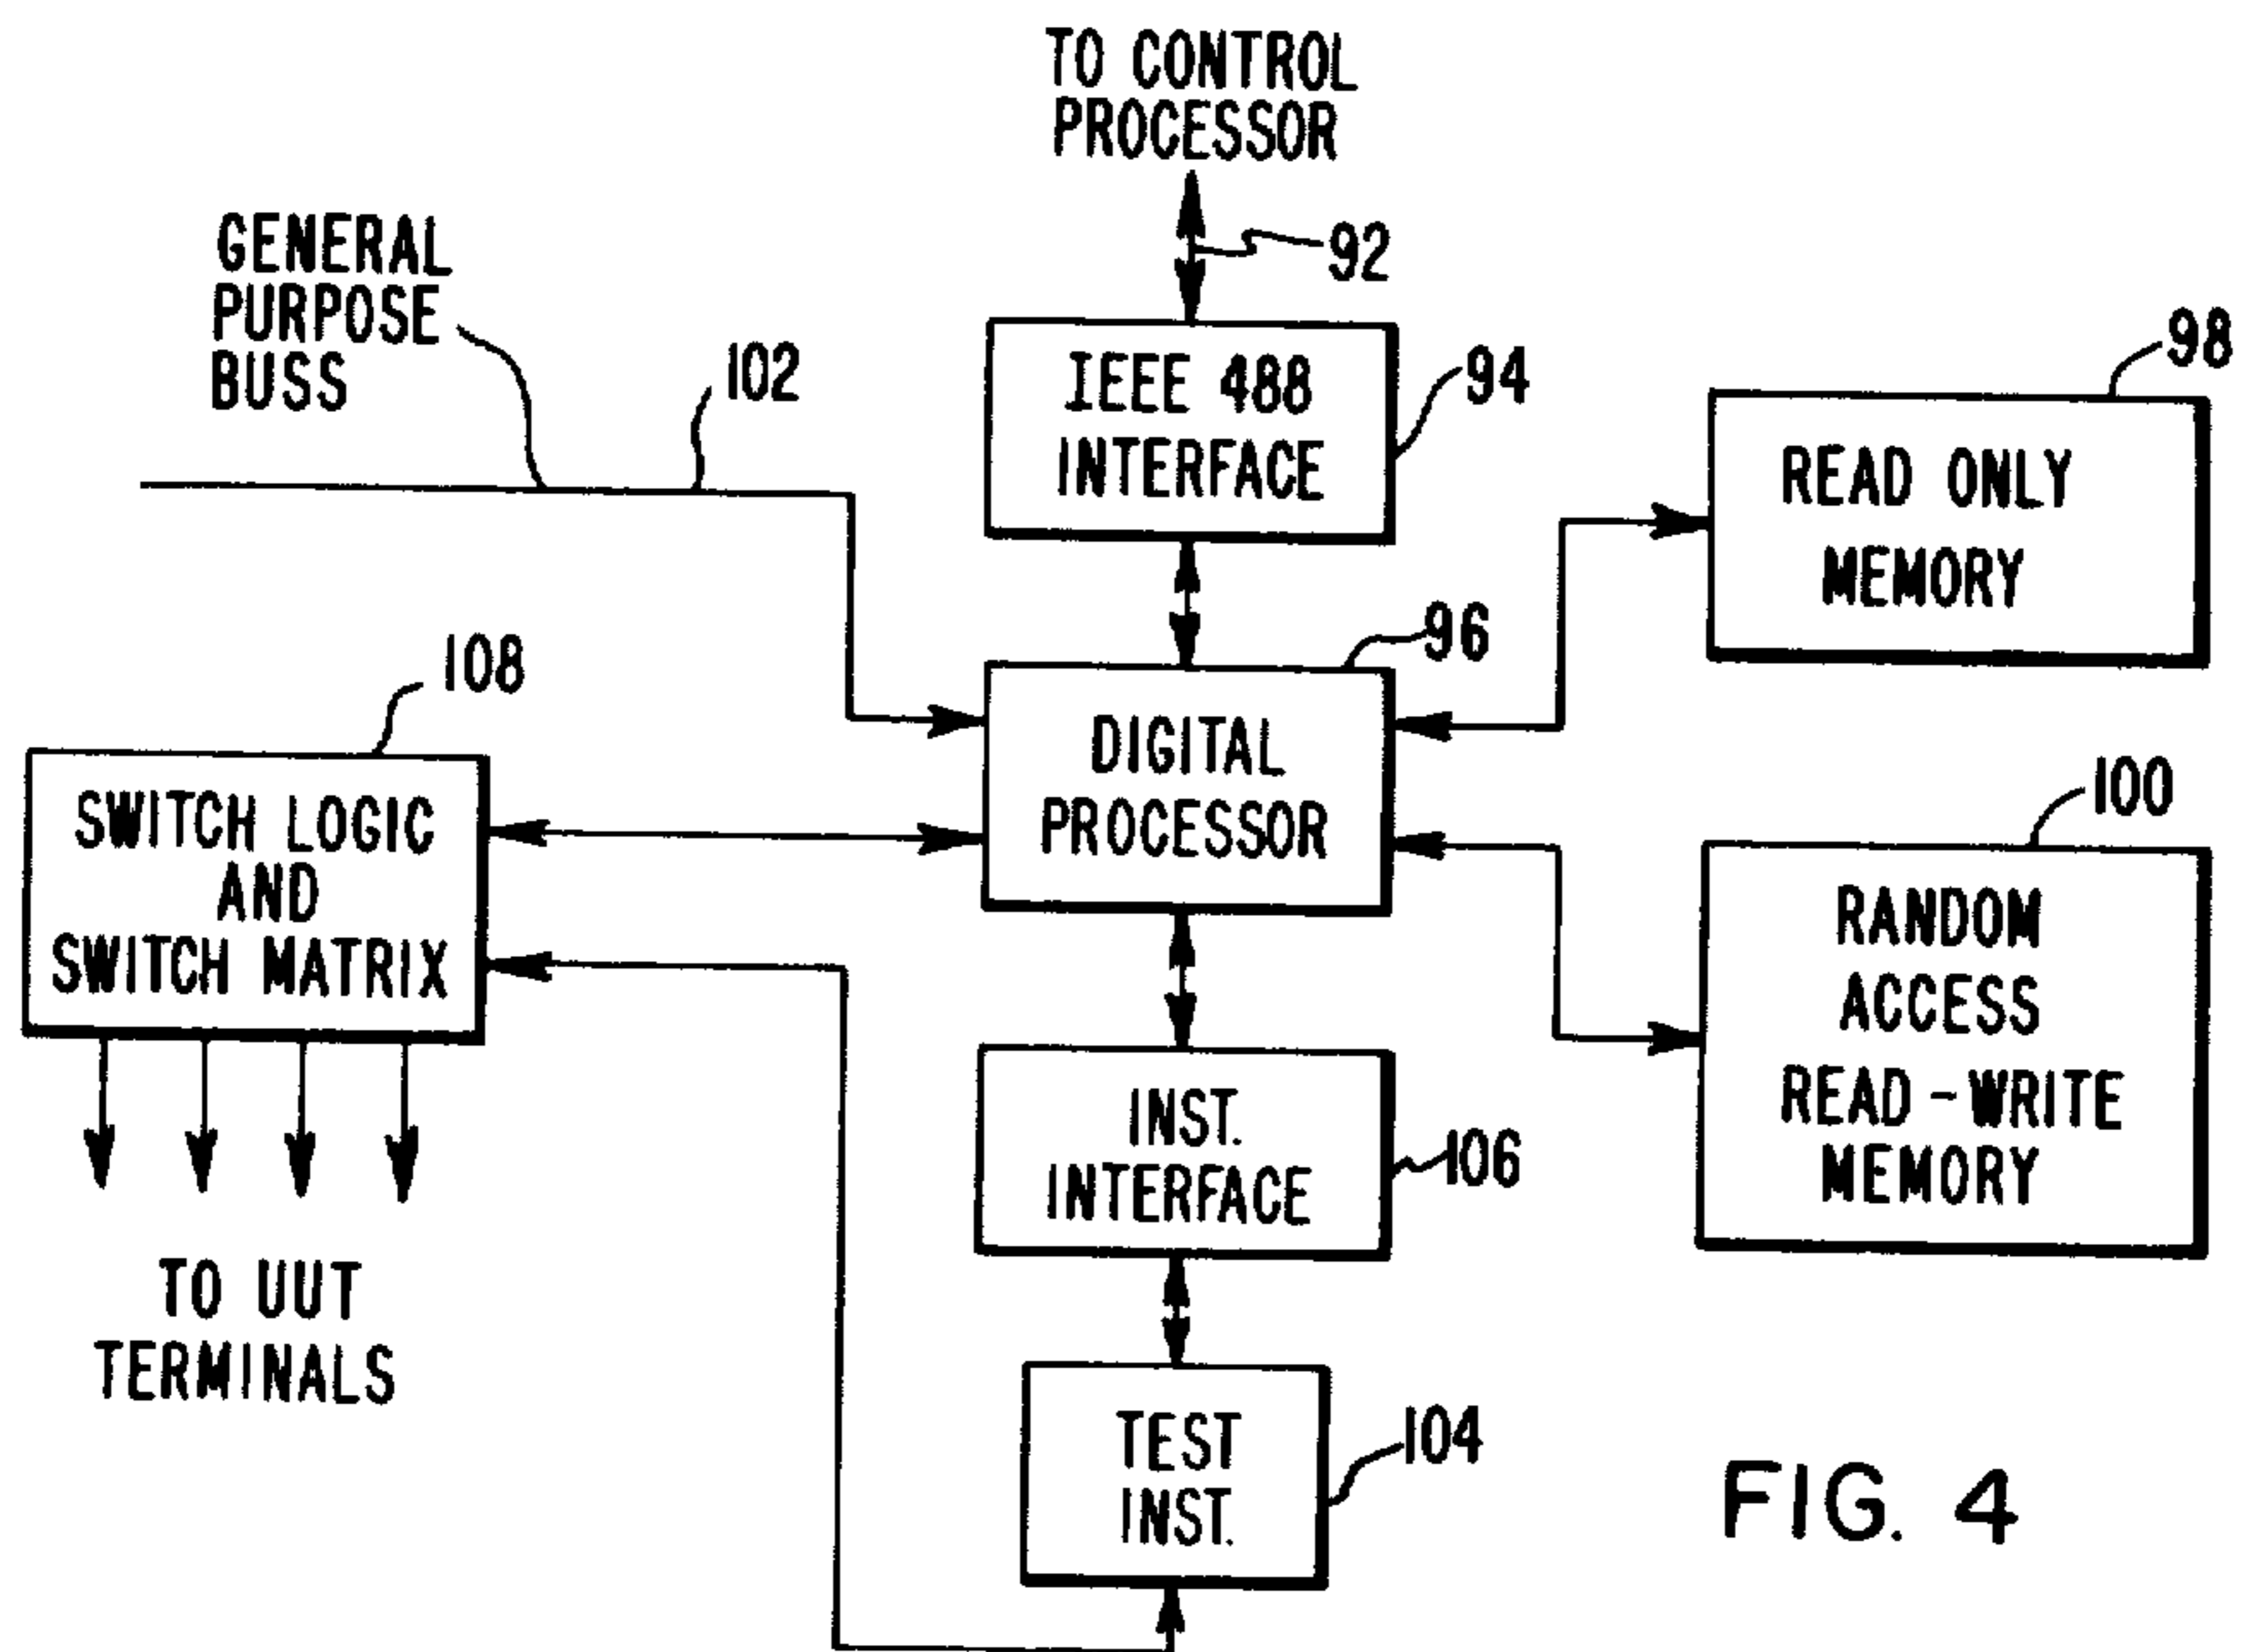 TO CONTROL
PROCESSOR
92
GENERAL
PURPOSE
BUSS
102
IEEE 488
INTERFACE
94
98
READ ONLY
MEMORY
96
DIGITAL
PROCESSOR
108
SWITCH LOGIC
AND
SWITCH MATRIX
100
RANDOM
ACCESS
READ-WRITE
MEMORY
INST.
INTERFACE
106
TO UUT
TERMINALS
TEST
INST.
104
FIG. 4